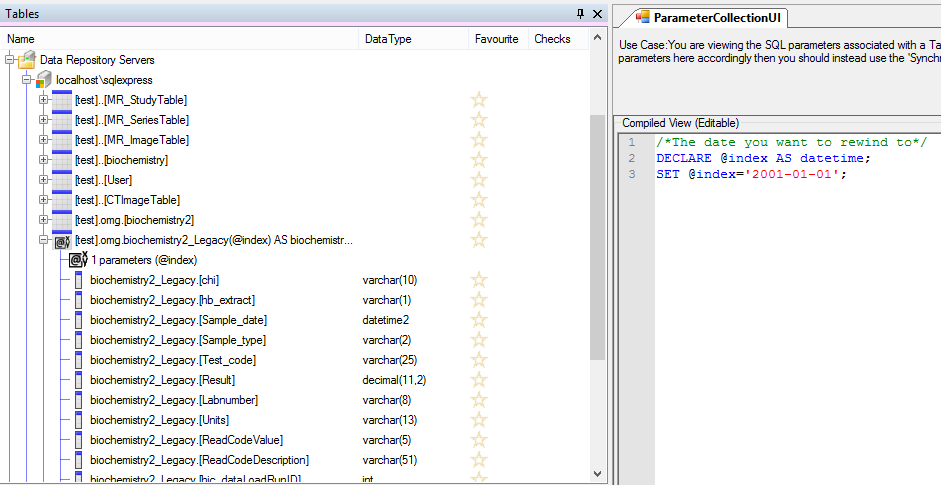 Tables
Name DataType Favourite Checks
Data Repository Servers
localhost\sqlexpress
[test]..[MR_StudyTable]
[test]..[MR_SeriesTable]
[test]..[MR_ImageTable]
[test]..[biochemistry]
[test]..[User]
[test]..[CTImageTable]
[test].omg.[biochemistry2]
[test].omg.biochemistry2_Legacy(@index) AS biochemistr...
1 parameters (@index)
biochemistry2_Legacy.[chi] varchar(10)
biochemistry2_Legacy.[hb_extract] varchar(1)
biochemistry2_Legacy.[Sample_date] datetime2
biochemistry2_Legacy.[Sample_type] varchar(2)
biochemistry2_Legacy.[Test_code] varchar(25)
biochemistry2_Legacy.[Result] decimal(11,2)
biochemistry2_Legacy.[Labnumber] varchar(8)
biochemistry2_Legacy.[Units] varchar(13)
biochemistry2_Legacy.[ReadCodeValue] varchar(5)
biochemistry2_Legacy.[ReadCodeDescription] varchar(51)
biochemistry2_Legacy.[hic_dataLoadRunID] int
ParameterCollectionUI
Use Case:You are viewing the SQL parameters associated with a Ta
parameters here accordingly then you should instead use the 'Synchr
Compiled View (Editable)
1 /*The date you want to rewind to*/
2 DECLARE @index AS datetime;
3 SET @index='2001-01-01';